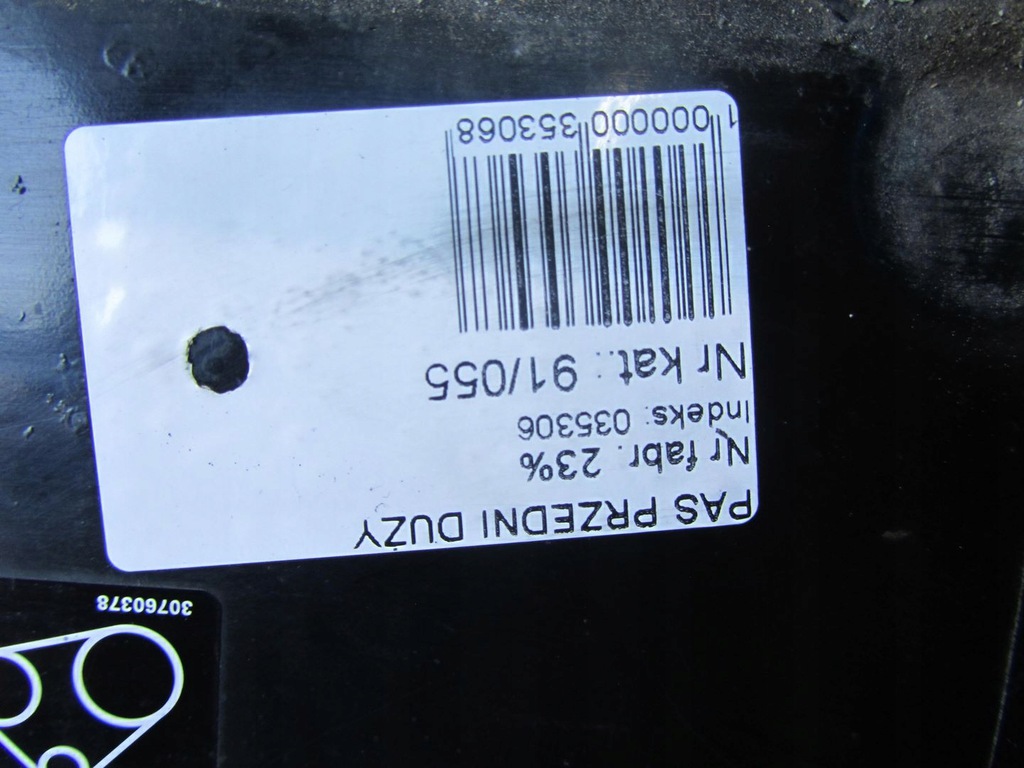 PAS PRZEDNI DUŻY
Nr fabr. 23%
Indeks: 035306
Nr kat.: 91/055
1 000000 353068
30760378